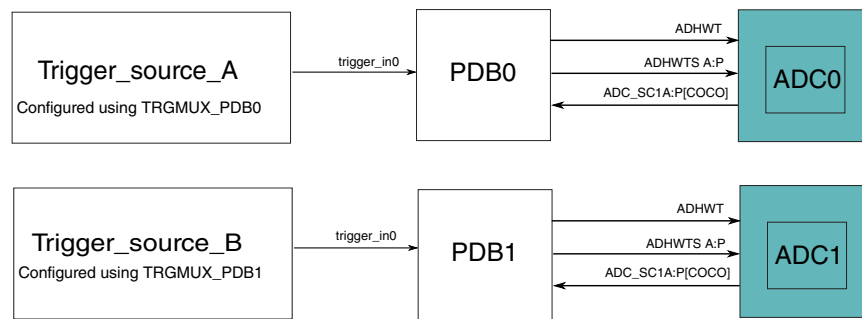 Trigger_source_A
Configured using TRGMUX_PDB0
trigger_in0
PDB0
ADHWT
ADHWTS A:P
ADC_SC1A:P[COCO]
ADC0
Trigger_source_B
Configured using TRGMUX_PDB1
trigger_in0
PDB1
ADHWT
ADHWTS A:P
ADC_SC1A:P[COCO]
ADC1